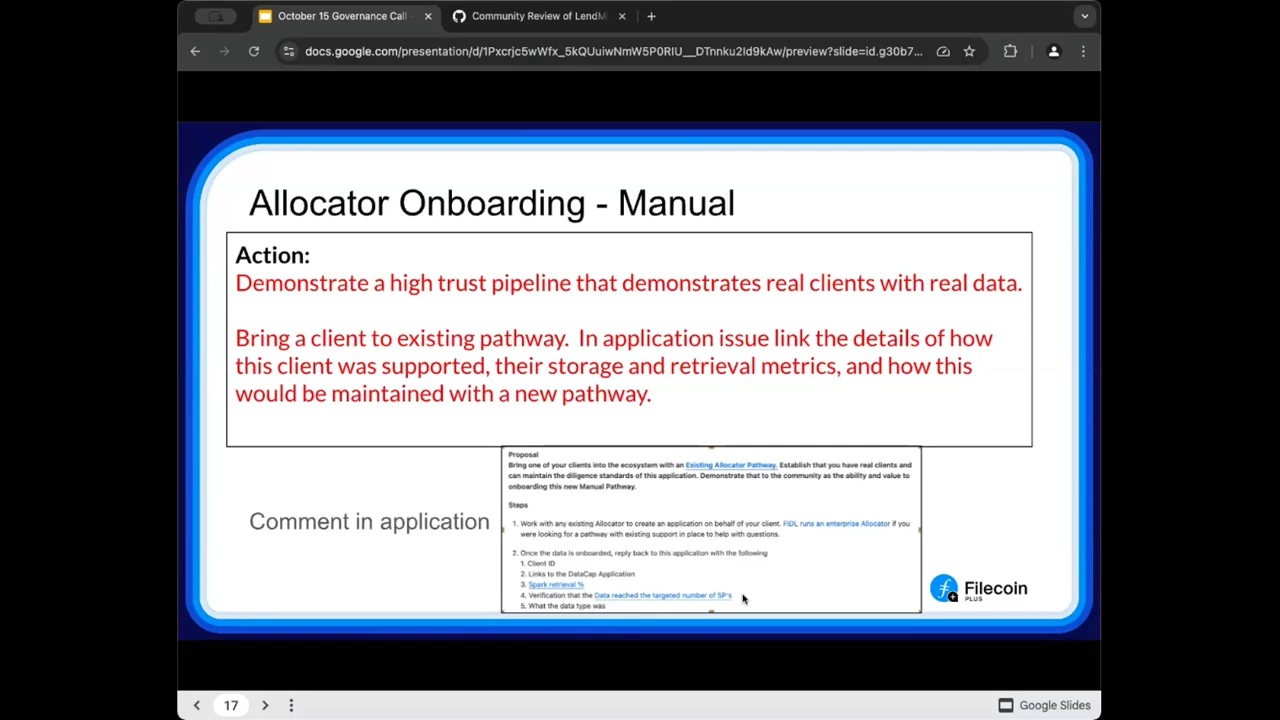 October 15 Governance Call -
Community Review of LendM
docs.google.com/presentation/d/1Pxcrjc5wWfx_5kQUuiwNmW5P0RIU__DTnnku2Id9kAw/preview?slide=id.g30b7...
Allocator Onboarding - Manual
Action:
Demonstrate a high trust pipeline that demonstrates real clients with real data.
Bring a client to existing pathway. In application issue link the details of how
this client was supported, their storage and retrieval metrics, and how this
would be maintained with a new pathway.
Comment in application
Proposal
Bring one of your clients into the ecosystem with an Existing Allocator Pathway. Establish that you have real clients and
can maintain the diligence standards of this application. Demonstrate that to the community as the ability and value to
onboarding this new Manual Pathway.
Steps
1. Work with any existing Allocator to create an application on behalf of your client. FIDL runs an enterprise Allocator if you
were looking for a pathway with existing support in place to help with questions.
2. Once the data is onboarded, reply back to this application with the following
1. Client ID
2. Links to the DataCap Application
3. Spark retrieval %
4. Verification that the Data reached the targeted number of SP's
5. What the data type was
Filecoin
PLUS
17
Google Slides